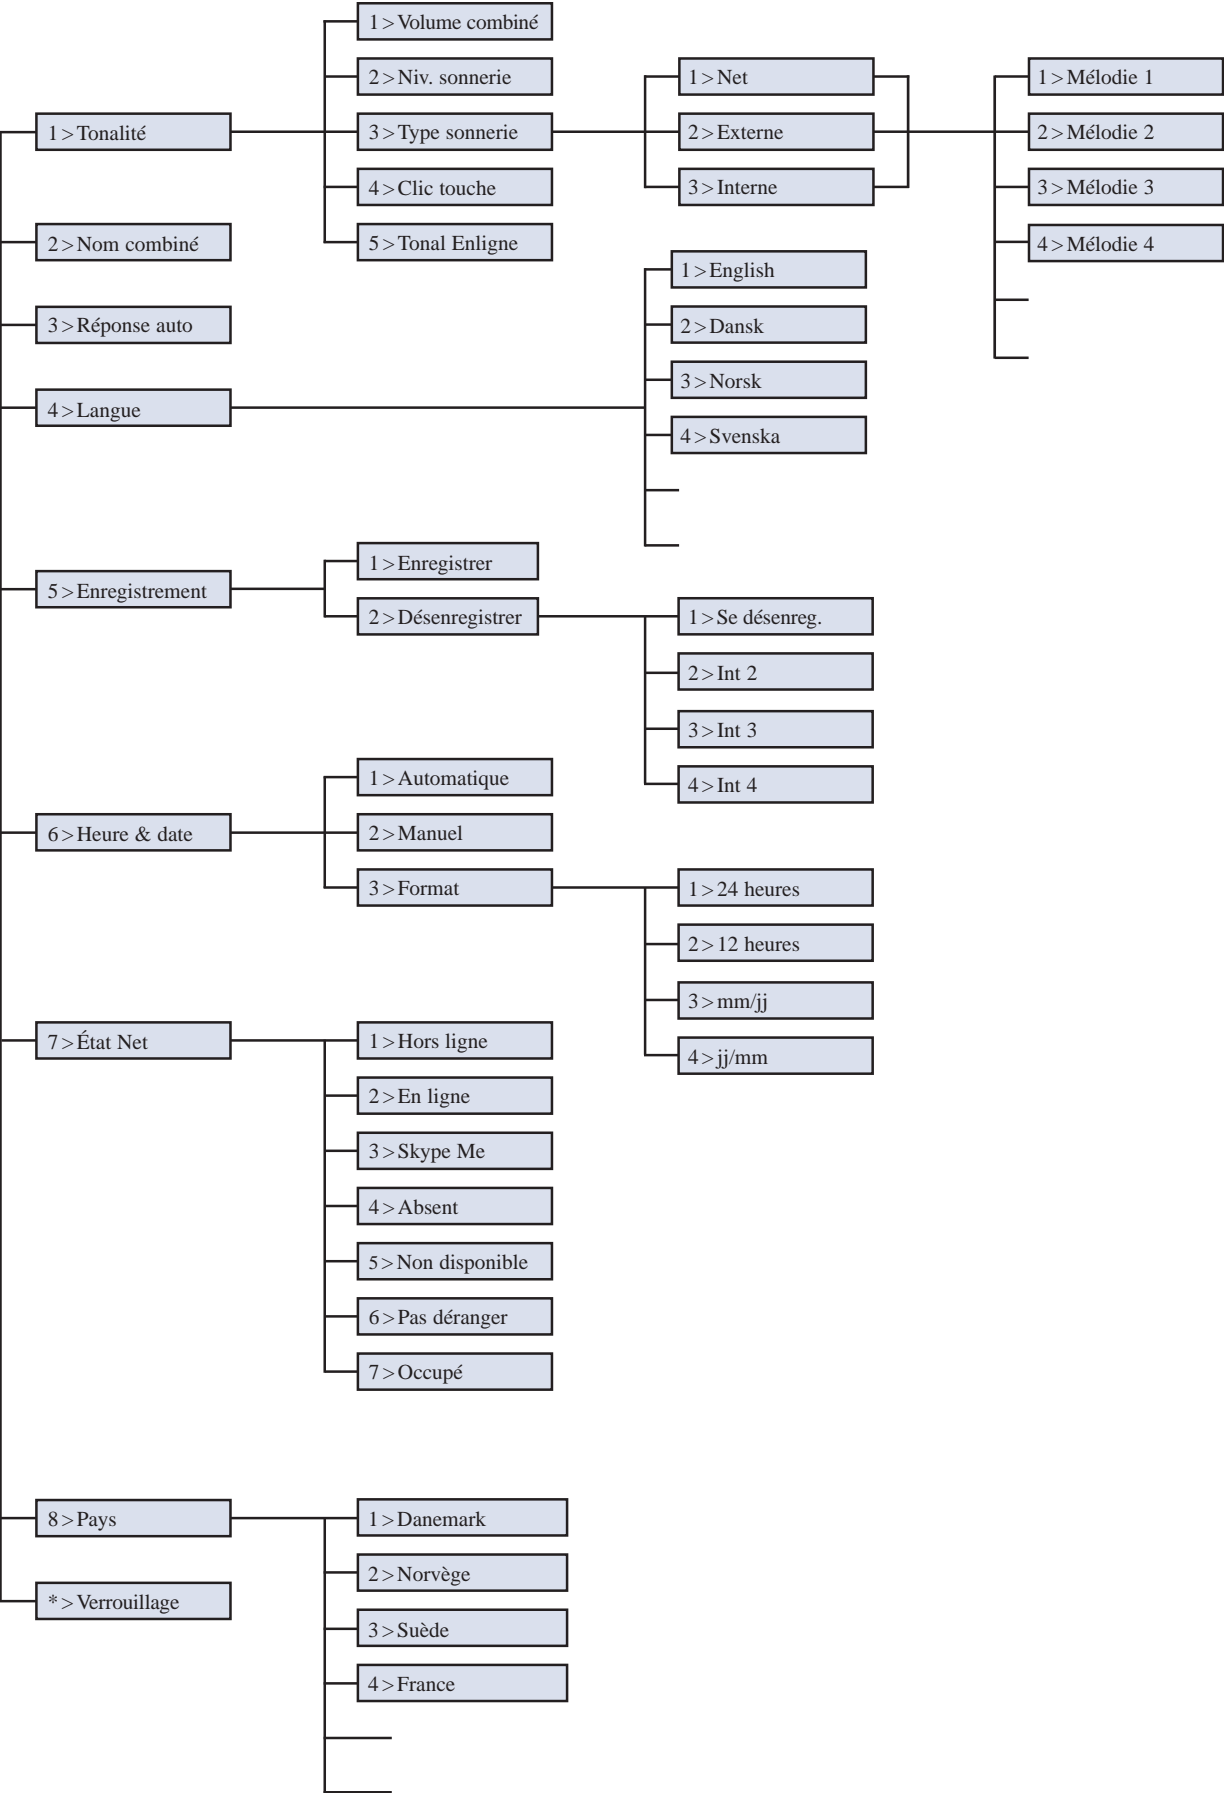 1>Tonalité
1>Volume combiné
2>Niv. sonnerie
3>Type sonnerie
1>Net
2>Externe
3>Interne
1>Mélodie 1
2>Mélodie 2
3>Mélodie 3
4>Mélodie 4
4>Clic touche
5>Tonal Enligne
2>Nom combiné
3>Réponse auto
4>Langue
1>English
2>Dansk
3>Norsk
4>Svenska
5>Enregistrement
1>Enregistrer
2>Désenregistrer
1>Se désenreg.
2>Int 2
3>Int 3
4>Int 4
6>Heure & date
1>Automatique
2>Manuel
3>Format
1>24 heures
2>12 heures
3>mm/jj
4>jj/mm
7>État Net
1>Hors ligne
2>En ligne
3>Skype Me
4>Absent
5>Non disponible
6>Pas déranger
7>Occupé
8>Pays
1>Danemark
2>Norvège
3>Suède
4>France
*>Verrouillage